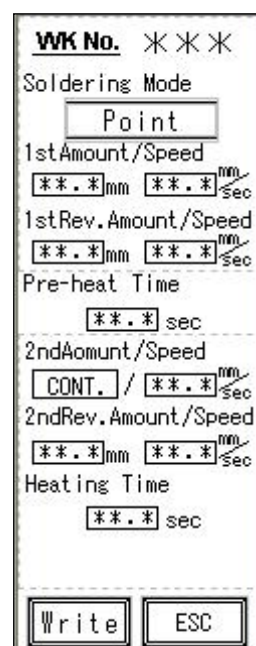 WK No. ＊＊＊
Soldering Mode
Point
1stAmount/Speed
**.*mm **.*mm/sec
1stRev.Amount/Speed
**.*mm **.*mm/sec
Pre-heat Time
**.* sec
2ndAomunt/Speed
CONT. / **.*mm/sec
2ndRev.Amount/Speed
**.*mm **.*mm/sec
Heating Time
**.* sec
Write ESC